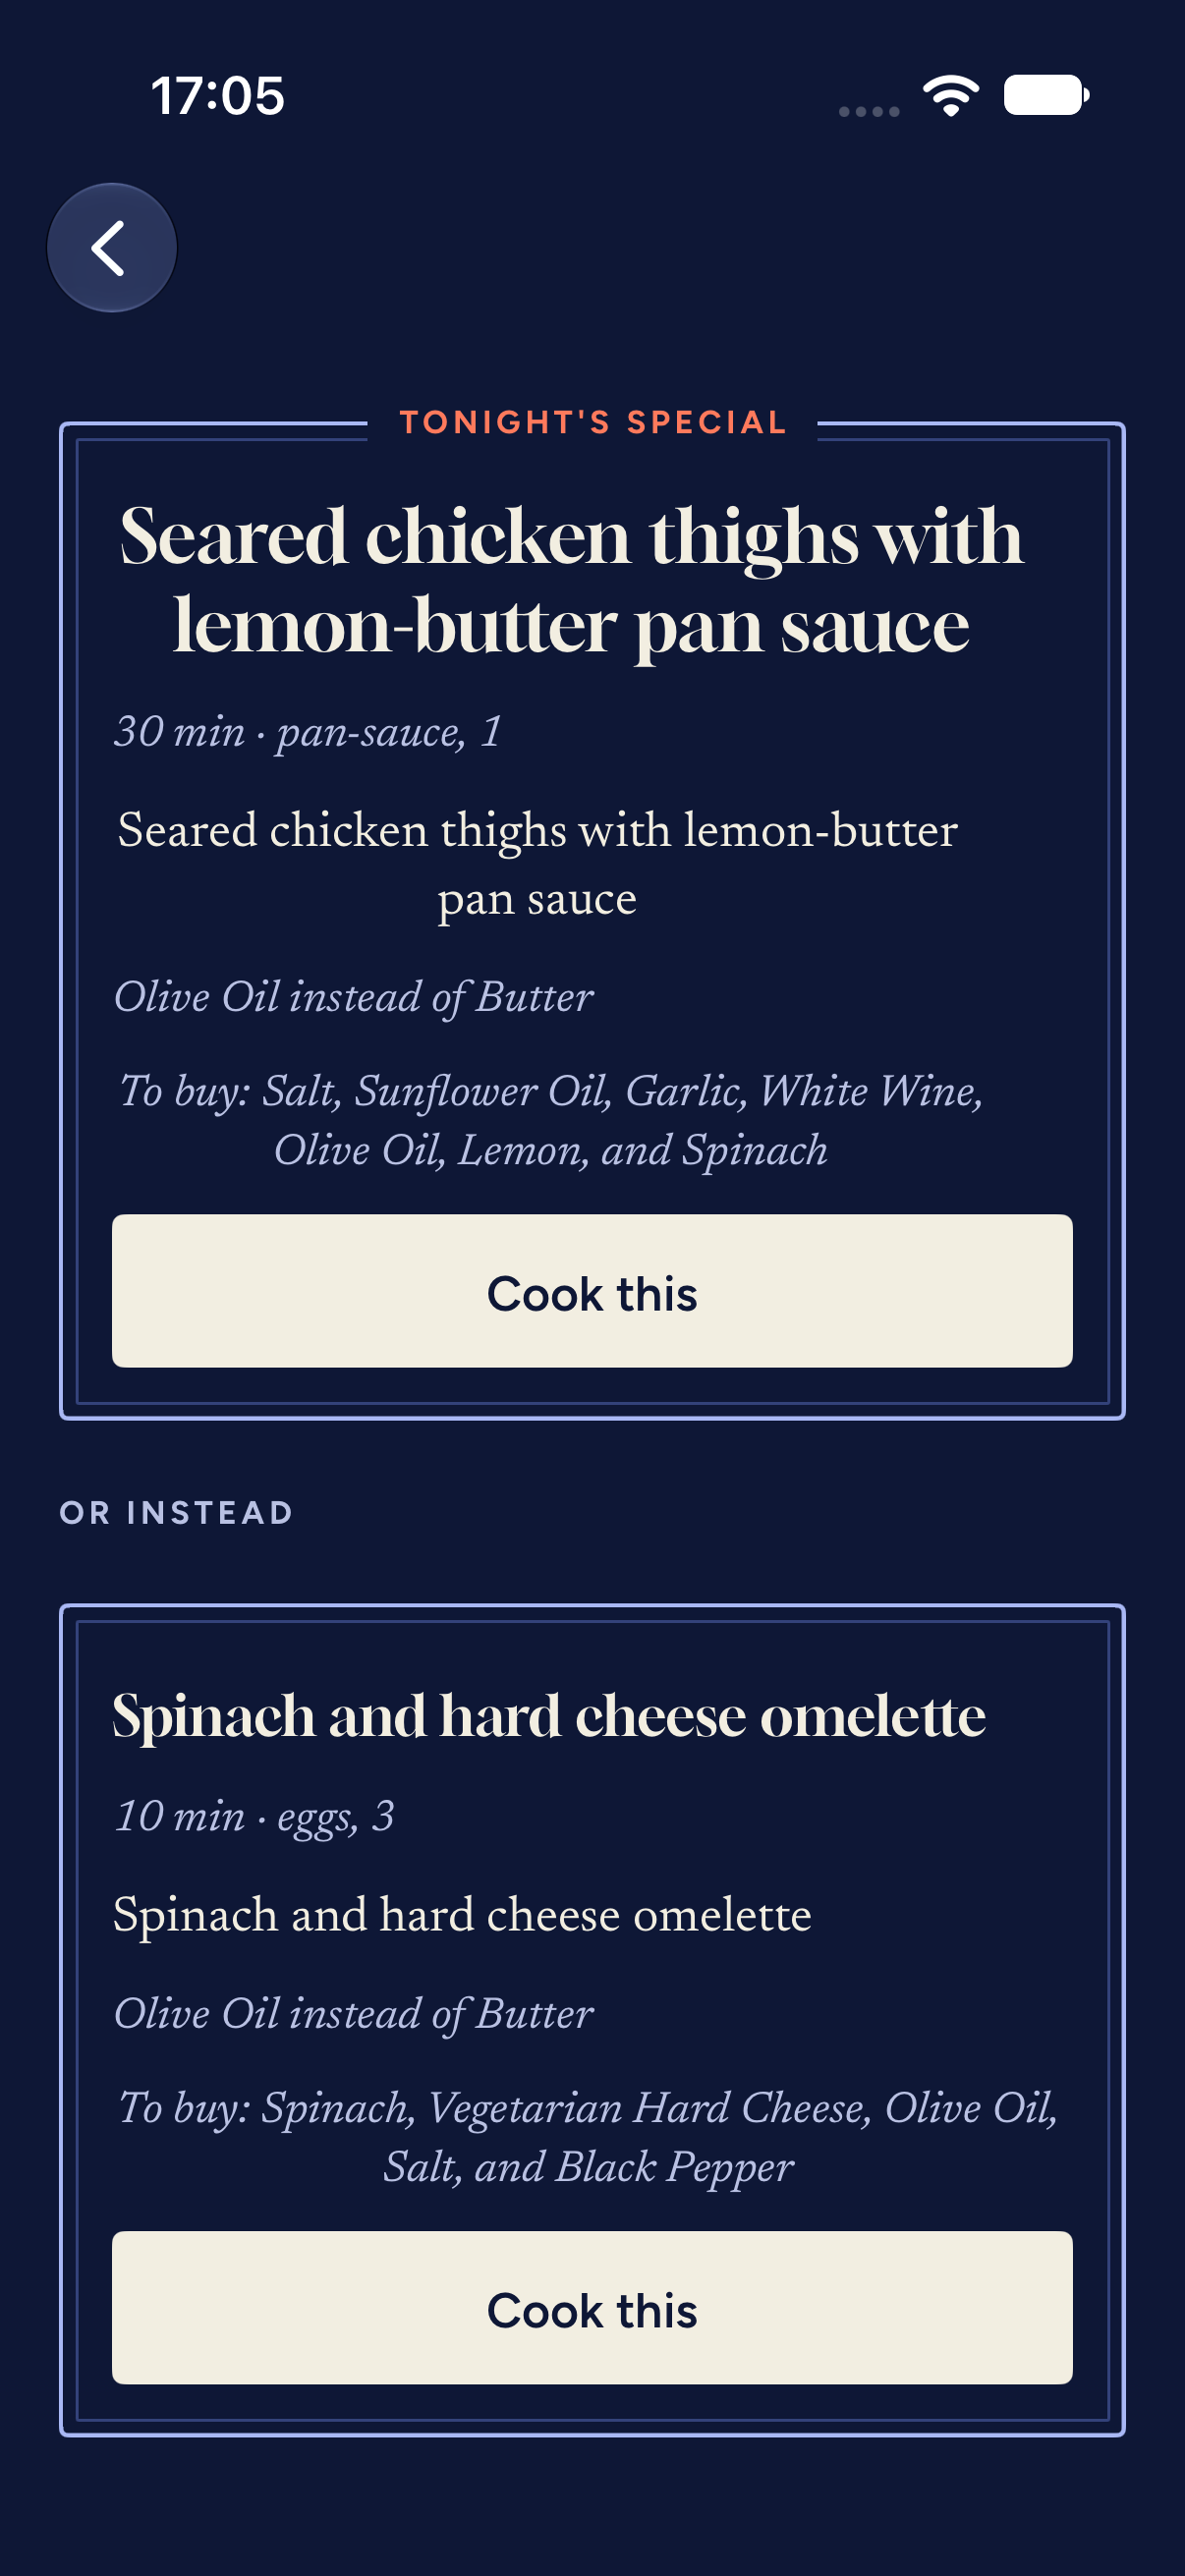 17:05
TONIGHT'S SPECIAL
Seared chicken thighs with
lemon-butter pan sauce
30 min · pan-sauce, 1
Seared chicken thighs with lemon-butter
pan sauce
Olive Oil instead of Butter
To buy: Salt, Sunflower Oil, Garlic, White Wine,
Olive Oil, Lemon, and Spinach
Cook this
OR INSTEAD
Spinach and hard cheese omelette
10 min · eggs, 3
Spinach and hard cheese omelette
Olive Oil instead of Butter
To buy: Spinach, Vegetarian Hard Cheese, Olive Oil,
Salt, and Black Pepper
Cook this